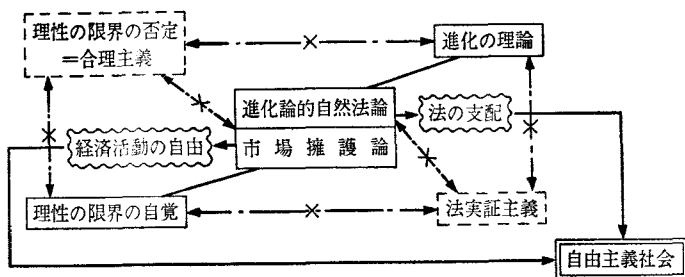 理性の限界の否定
=合理主義
進化の理論
進化論的自然法論
法の支配
経済活動の自由
市場擁護論
理性の限界の自覚
法実証主義
自由主義社会